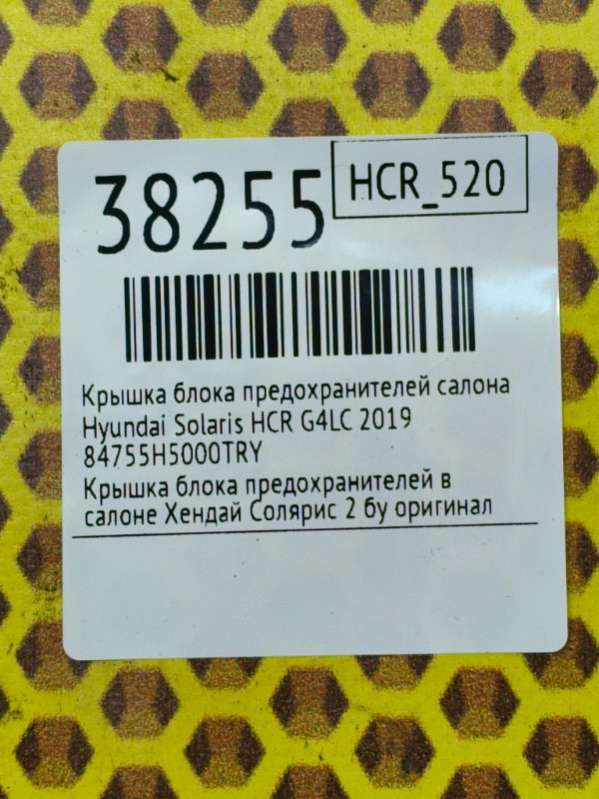 38255
HCR_520
Крышка блока предохранителей салона
Hyundai Solaris HCR G4LC 2019
84755H5000TRY
Крышка блока предохранителей в
салоне Хендай Солярис 2 бу оригинал